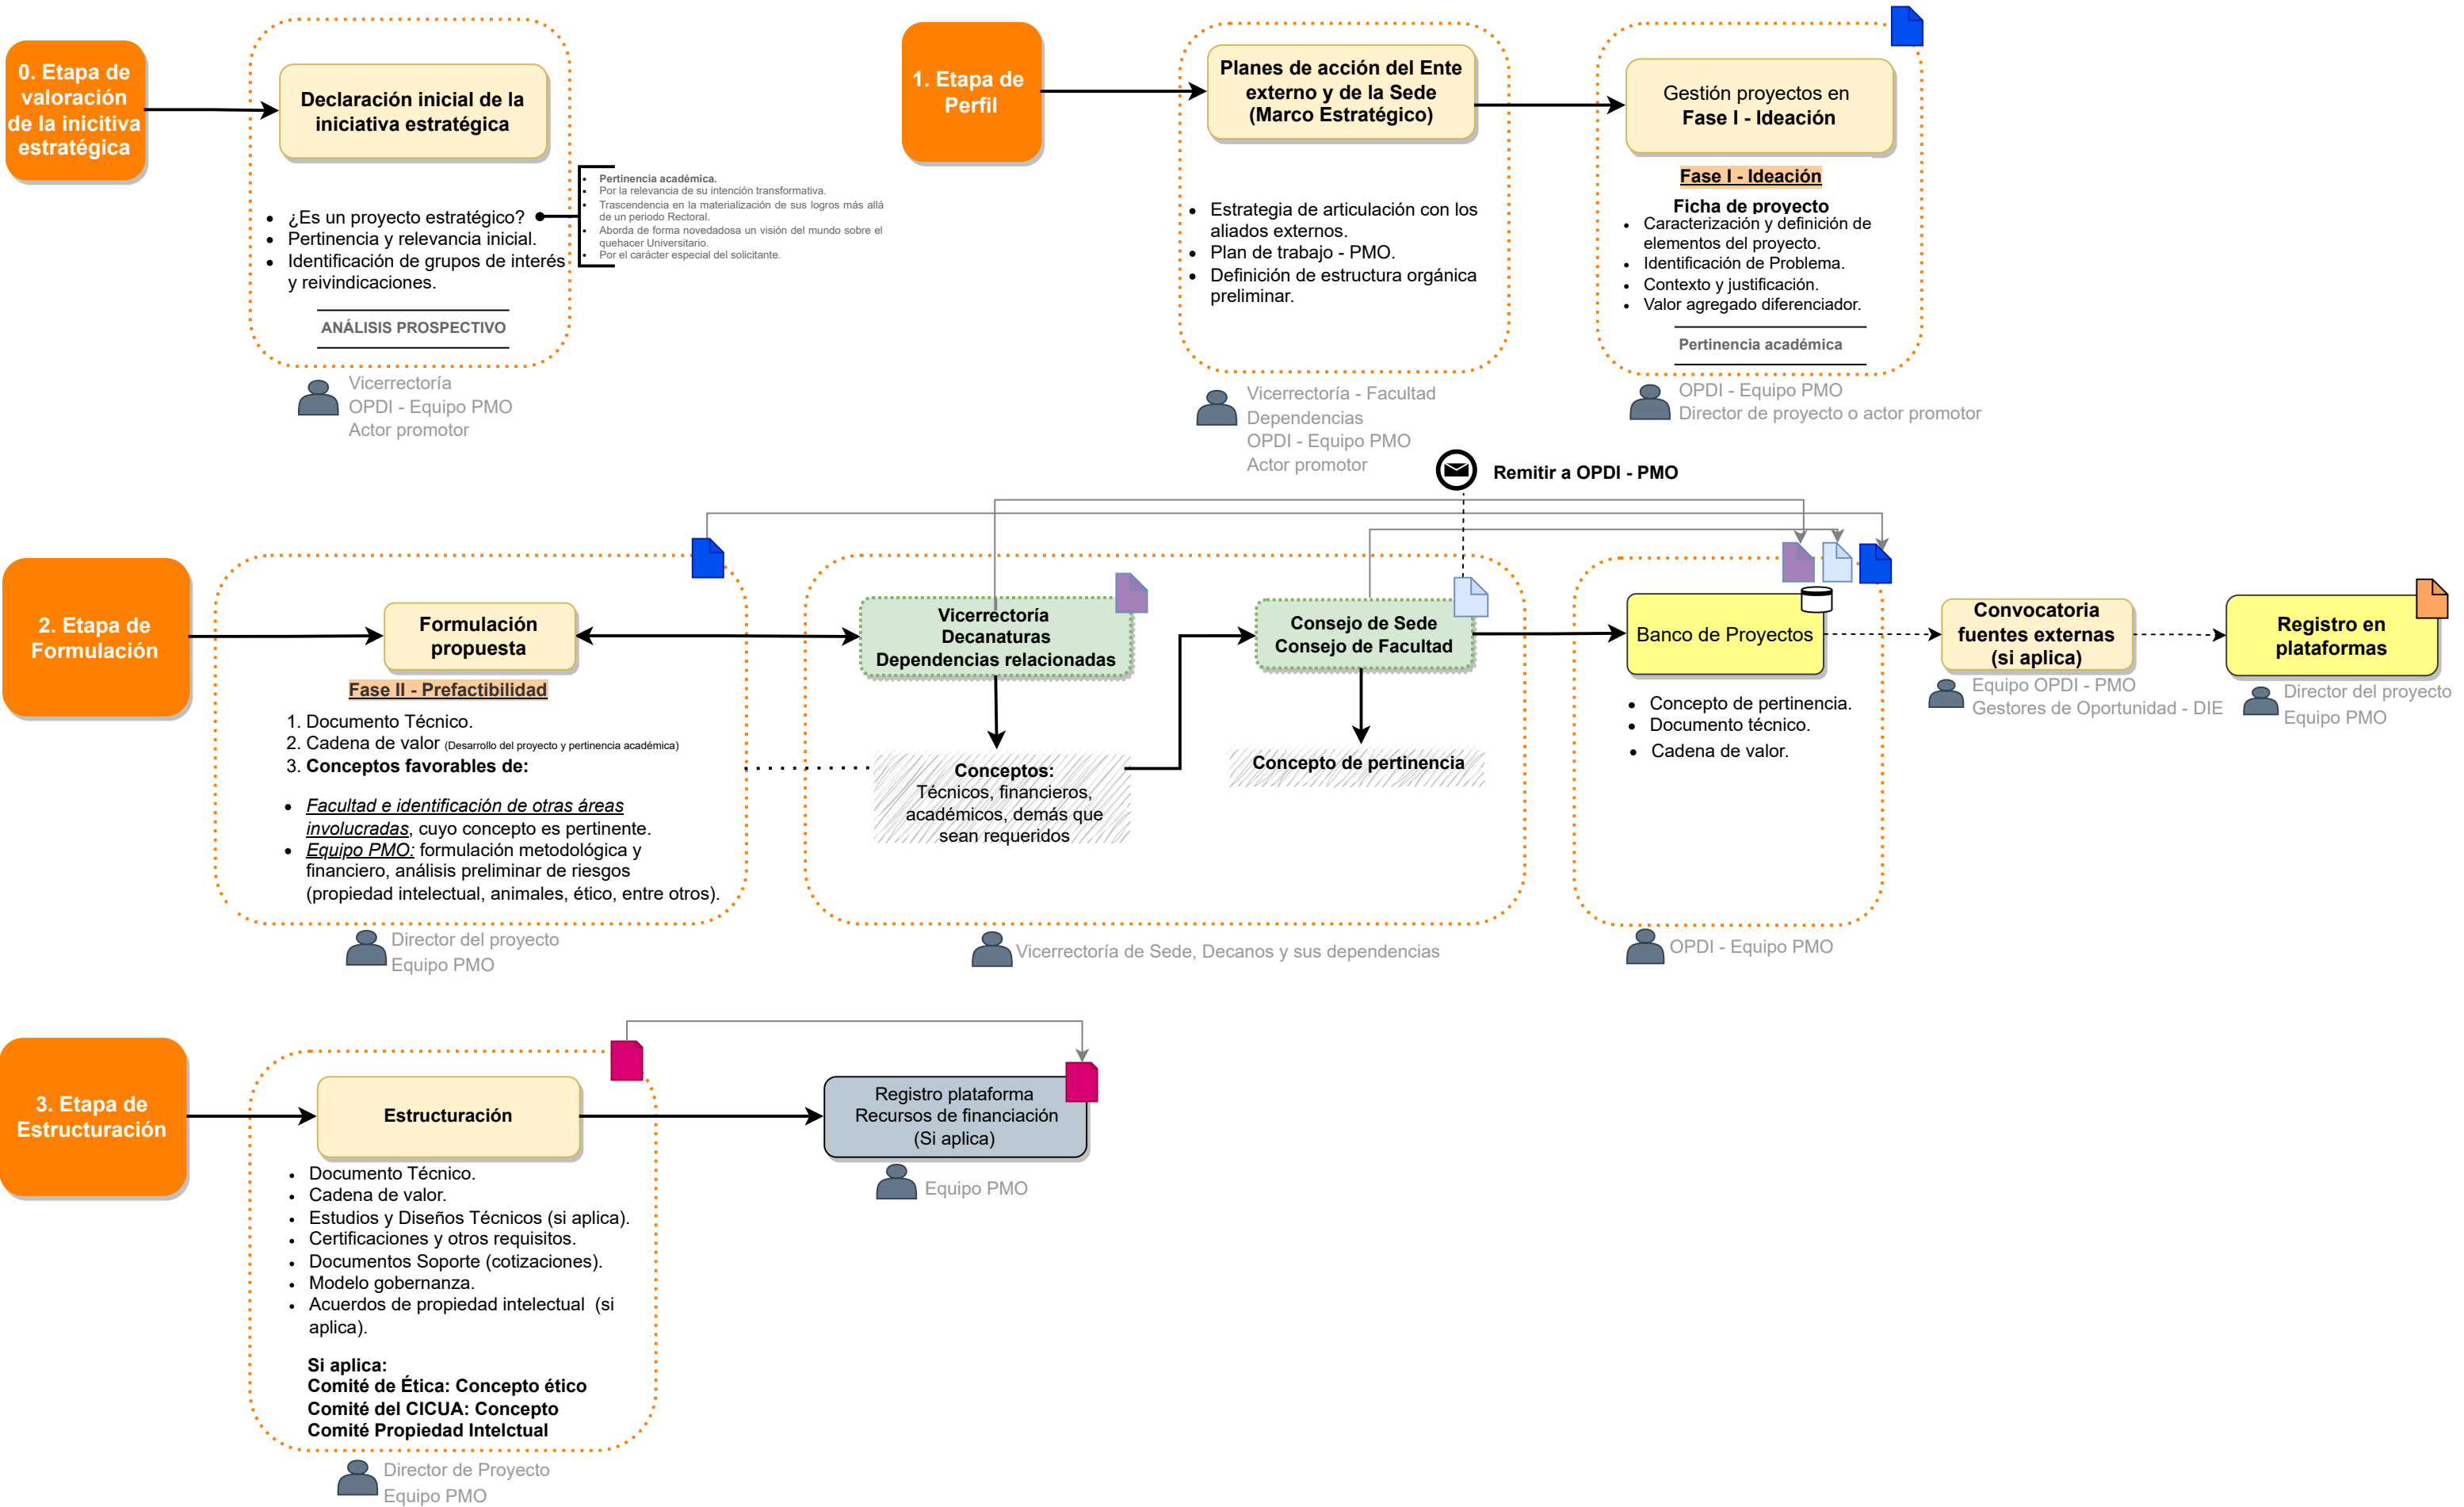 0. Etapa de
valoración
de la inicitiva
estratégica
Declaración inicial de la
iniciativa estratégica
• ¿Es un proyecto estratégico?
• Pertinencia y relevancia inicial.
• Identificación de grupos de interés
y reivindicaciones.
• Pertinencia académica.
• Por la relevancia de su intención transformativa.
• Trascendencia en la materialización de sus logros más allá
de un periodo Rectoral.
• Aborda de forma novedadosa un visión del mundo sobre el
quehacer Universitario.
• Por el carácter especial del solicitante.
ANÁLISIS PROSPECTIVO
Vicerrectoría
OPDI - Equipo PMO
Actor promotor
1. Etapa de
Perfil
Planes de acción del Ente
externo y de la Sede
(Marco Estratégico)
• Estrategia de articulación con los
aliados externos.
• Plan de trabajo - PMO.
• Definición de estructura orgánica
preliminar.
Vicerrectoría - Facultad
Dependencias
OPDI - Equipo PMO
Actor promotor
Gestión proyectos en
Fase I - Ideación
Fase I - Ideación
Ficha de proyecto
• Caracterización y definición de
elementos del proyecto.
• Identificación de Problema.
• Contexto y justificación.
• Valor agregado diferenciador.
Pertinencia académica
OPDI - Equipo PMO
Director de proyecto o actor promotor
Remitir a OPDI - PMO
2. Etapa de
Formulación
Formulación
propuesta
Fase II - Prefactibilidad
1. Documento Técnico.
2. Cadena de valor (Desarrollo del proyecto y pertinencia académica)
3. Conceptos favorables de:
• Facultad e identificación de otras áreas
involucradas, cuyo concepto es pertinente.
• Equipo PMO: formulación metodológica y
financiero, análisis preliminar de riesgos
(propiedad intelectual, animales, ético, entre otros).
Director del proyecto
Equipo PMO
Vicerrectoría
Decanaturas
Dependencias relacionadas
Conceptos:
Técnicos, financieros,
académicos, demás que
sean requeridos
Consejo de Sede
Consejo de Facultad
Concepto de pertinencia
Vicerrectoría de Sede, Decanos y sus dependencias
Banco de Proyectos
• Concepto de pertinencia.
• Documento técnico.
• Cadena de valor.
OPDI - Equipo PMO
Convocatoria
fuentes externas
(si aplica)
Equipo OPDI - PMO
Gestores de Oportunidad - DIE
Registro en
plataformas
Director del proyecto
Equipo PMO
3. Etapa de
Estructuración
Estructuración
• Documento Técnico.
• Cadena de valor.
• Estudios y Diseños Técnicos (si aplica).
• Certificaciones y otros requisitos.
• Documentos Soporte (cotizaciones).
• Modelo gobernanza.
• Acuerdos de propiedad intelectual  (si
aplica).
Si aplica:
Comité de Ética: Concepto ético
Comité del CICUA: Concepto
Comité Propiedad Intelctual
Director de Proyecto
Equipo PMO
Registro plataforma
Recursos de financiación
(Si aplica)
Equipo PMO